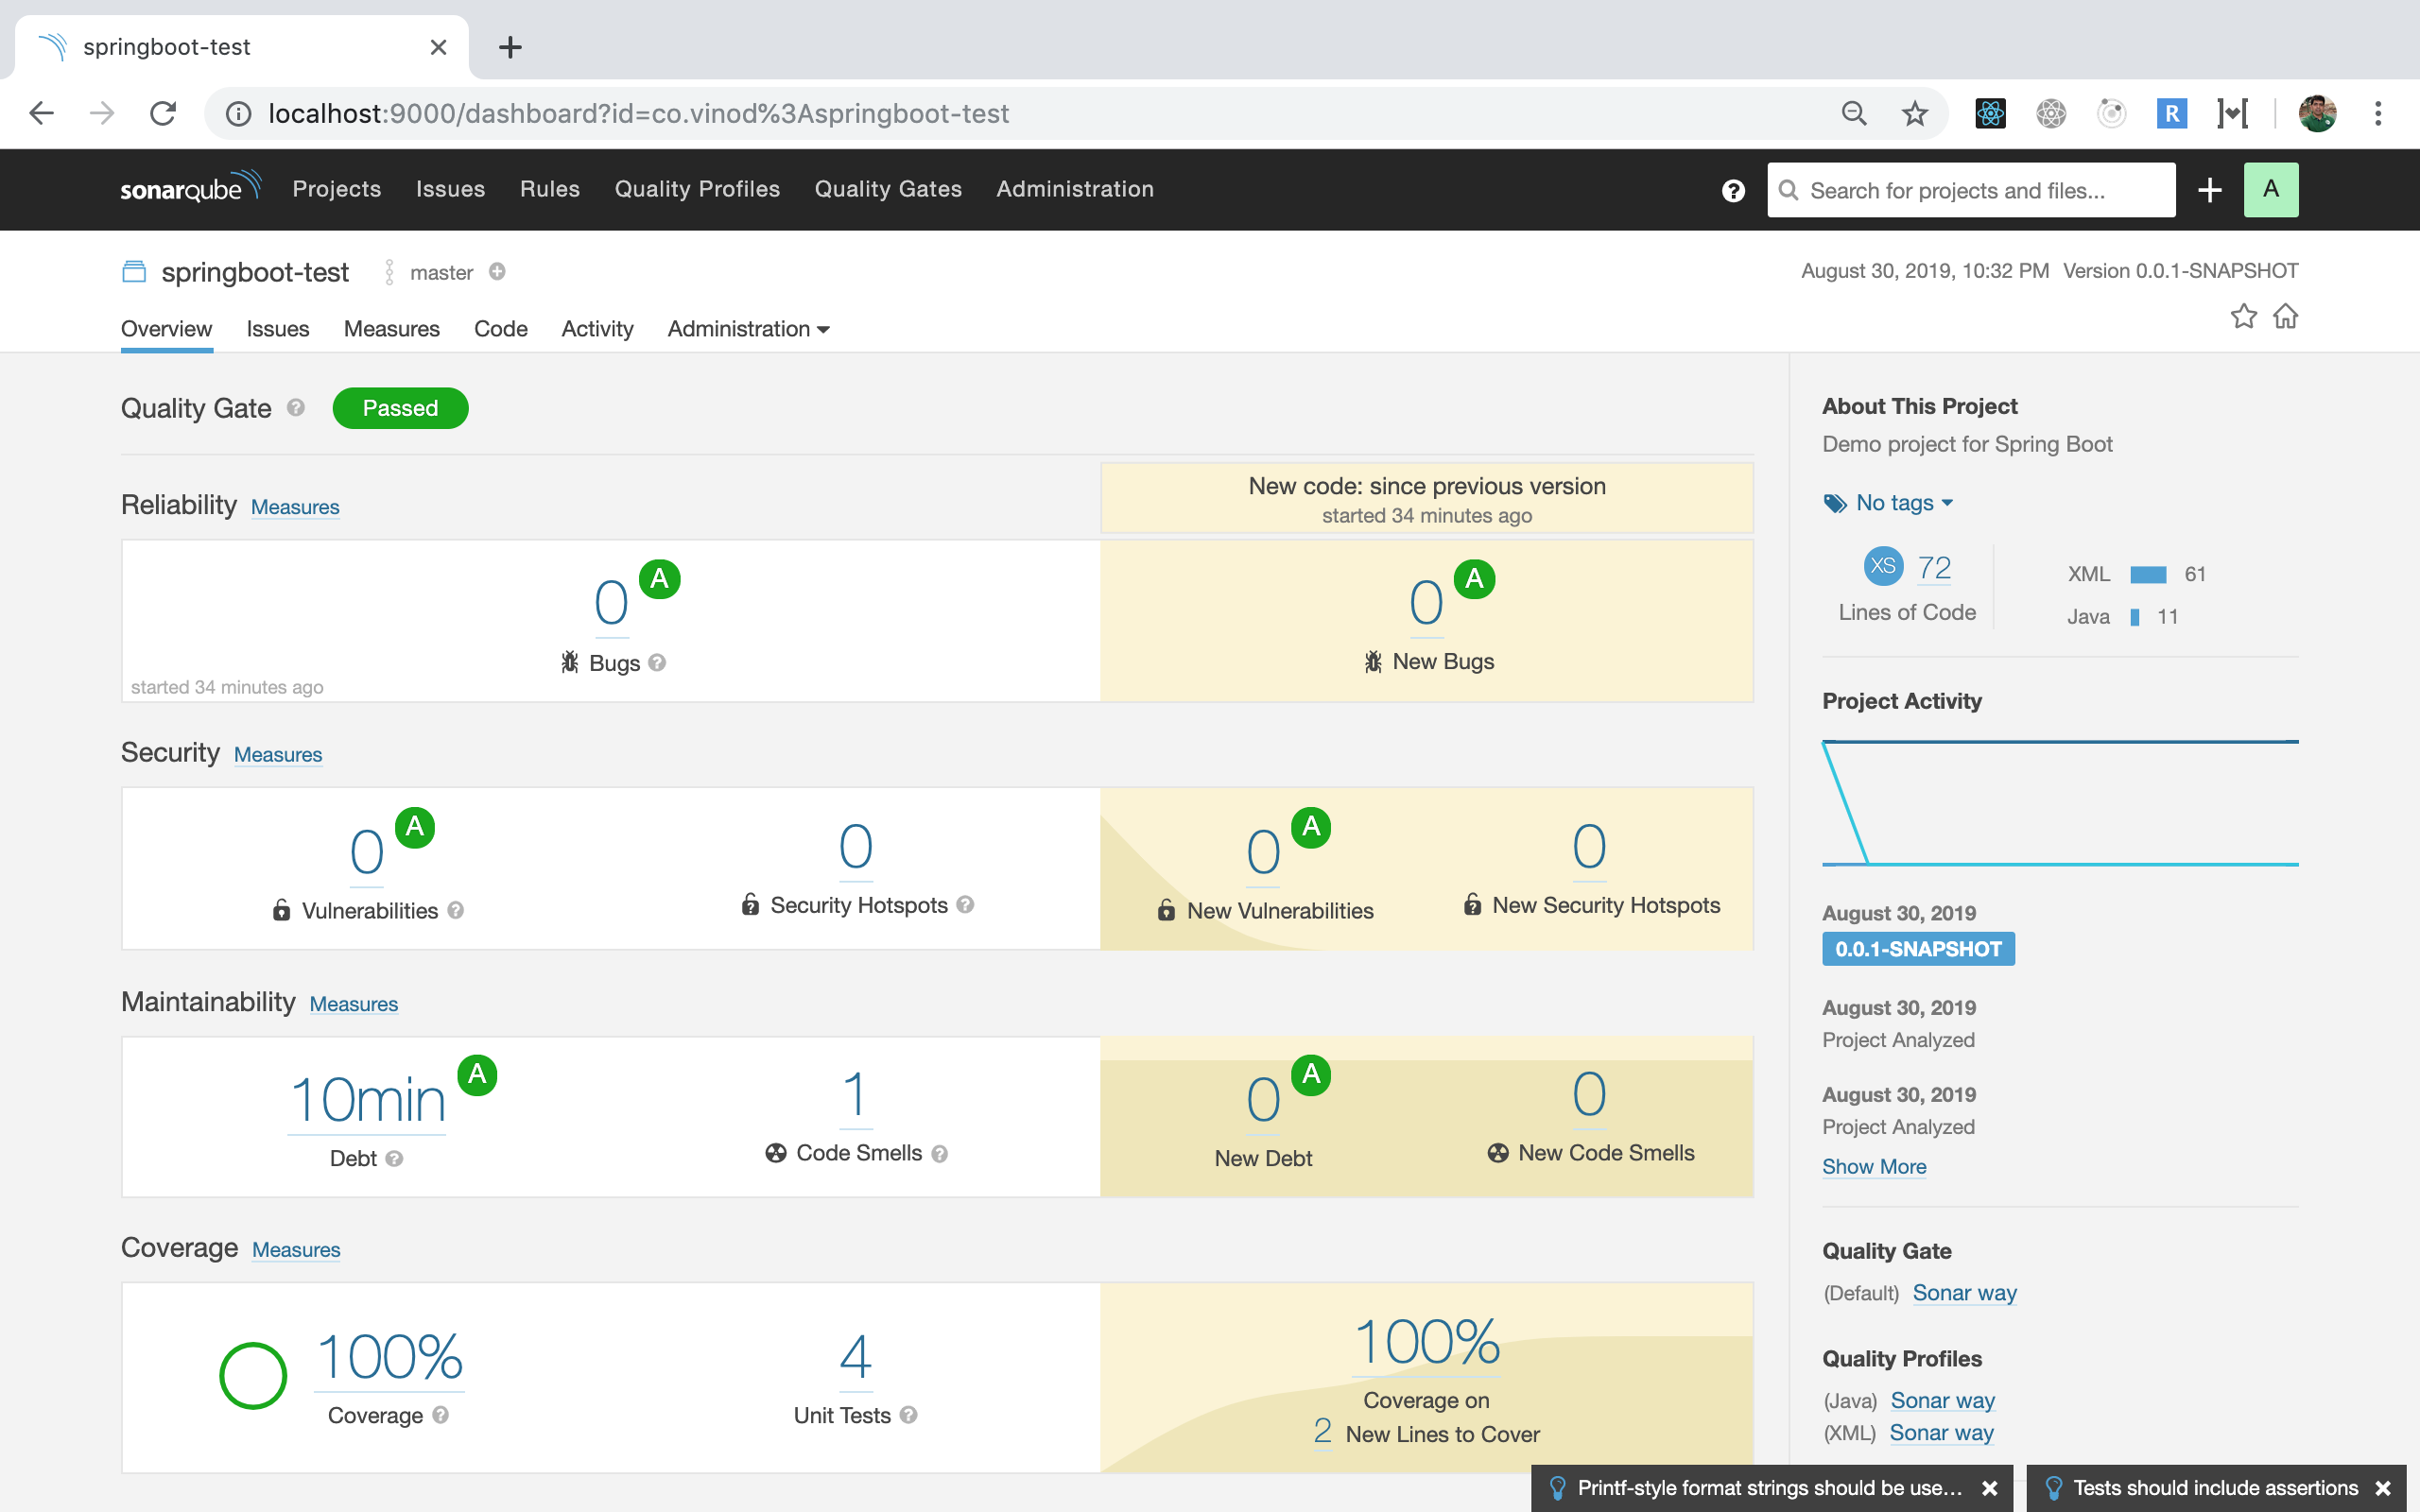 springboot-test
localhost:9000/dashboard?id=co.vinod%3Aspringboot-test
R
sonarqube Projects Issues Rules Quality Profiles Quality Gates Administration
Search for projects and files...
A
springboot-test master
August 30, 2019, 10:32 PM Version 0.0.1-SNAPSHOT
Overview Issues Measures Code Activity Administration
Quality Gate Passed
New code: since previous version
started 34 minutes ago
Reliability Measures
0 A
Bugs
started 34 minutes ago
0 A
New Bugs
Security Measures
0 A
Vulnerabilities
0
Security Hotspots
0 A
New Vulnerabilities
0
New Security Hotspots
Maintainability Measures
10min A
Debt
1
Code Smells
0 A
New Debt
0
New Code Smells
Coverage Measures
100%
Coverage
4
Unit Tests
100%
Coverage on
2 New Lines to Cover
About This Project
Demo project for Spring Boot
No tags
XS 72
Lines of Code
XML 61
Java 11
Project Activity
August 30, 2019
0.0.1-SNAPSHOT
August 30, 2019
Project Analyzed
August 30, 2019
Project Analyzed
Show More
Quality Gate
(Default) Sonar way
Quality Profiles
(Java) Sonar way
(XML) Sonar way
Printf-style format strings should be use...
Tests should include assertions